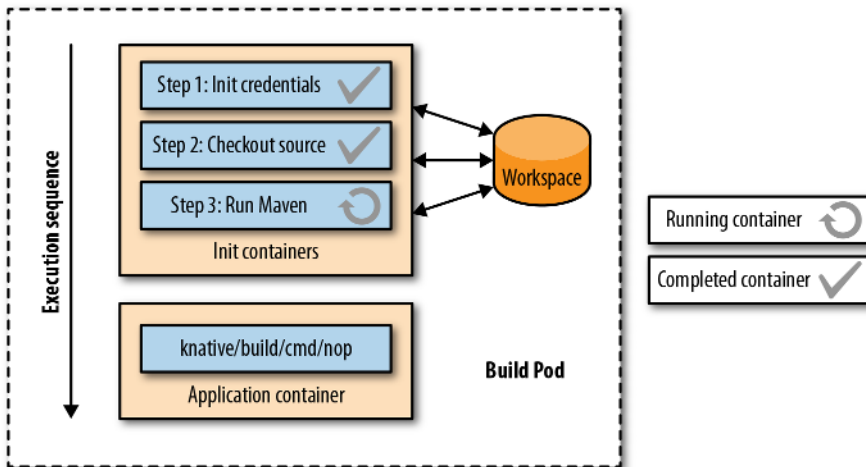 Execution sequence
Step 1: Init credentials
Step 2: Checkout source
Step 3: Run Maven
Init containers
Workspace
knative/build/cmd/nop
Application container
Build Pod
Running container
Completed container